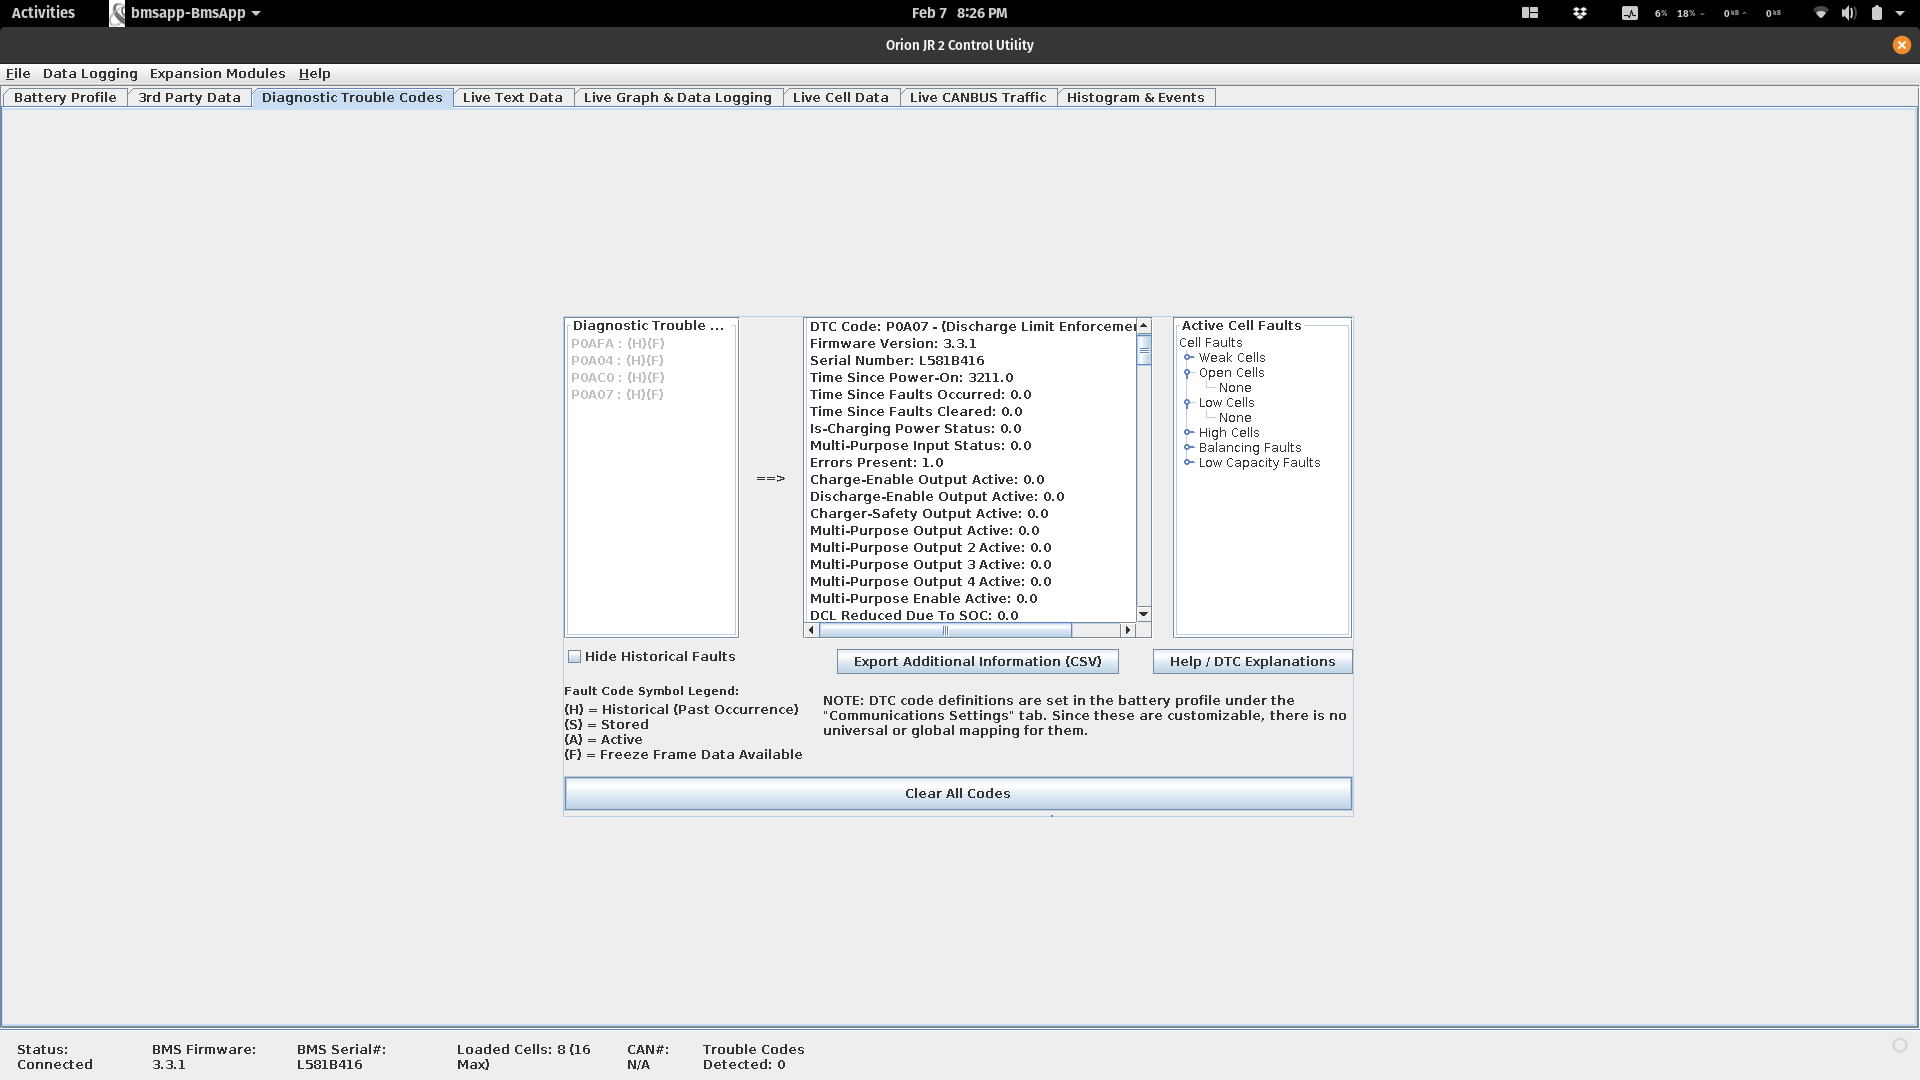 Activities
bmsapp-BmsApp
Feb 7 8:26 PM
6% 18% 0 kB 0 kB
Orion JR 2 Control Utility
File Data Logging Expansion Modules Help
Battery Profile 3rd Party Data Diagnostic Trouble Codes Live Text Data Live Graph & Data Logging Live Cell Data Live CANBUS Traffic Histogram & Events
Diagnostic Trouble ...
P0AFA : (H)(F)
P0A04 : (H)(F)
P0AC0 : (H)(F)
P0A07 : (H)(F)
==>
DTC Code: P0A07 - (Discharge Limit Enforcemen
Firmware Version: 3.3.1
Serial Number: L581B416
Time Since Power-On: 3211.0
Time Since Faults Occurred: 0.0
Time Since Faults Cleared: 0.0
Is-Charging Power Status: 0.0
Multi-Purpose Input Status: 0.0
Errors Present: 1.0
Charge-Enable Output Active: 0.0
Discharge-Enable Output Active: 0.0
Charger-Safety Output Active: 0.0
Multi-Purpose Output Active: 0.0
Multi-Purpose Output 2 Active: 0.0
Multi-Purpose Output 3 Active: 0.0
Multi-Purpose Output 4 Active: 0.0
Multi-Purpose Enable Active: 0.0
DCL Reduced Due To SOC: 0.0
Active Cell Faults
Cell Faults
Weak Cells
Open Cells
None
Low Cells
None
High Cells
Balancing Faults
Low Capacity Faults
Hide Historical Faults
Export Additional Information (CSV)
Help / DTC Explanations
Fault Code Symbol Legend:
(H) = Historical (Past Occurrence)
(S) = Stored
(A) = Active
(F) = Freeze Frame Data Available
NOTE: DTC code definitions are set in the battery profile under the
"Communications Settings" tab. Since these are customizable, there is no
universal or global mapping for them.
Clear All Codes
Status:
Connected
BMS Firmware:
3.3.1
BMS Serial#:
L581B416
Loaded Cells: 8 (16
Max)
CAN#:
N/A
Trouble Codes
Detected: 0